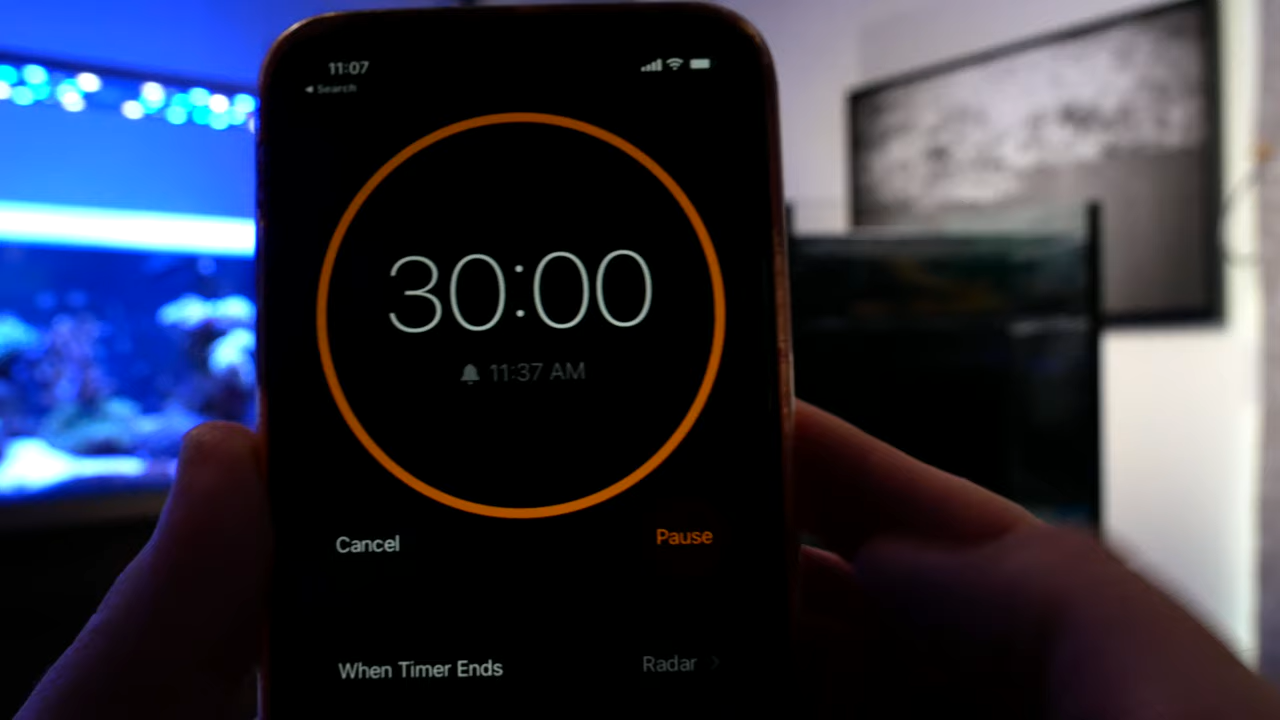 11:07
◀ Search
30:00
11:37 AM
Cancel Pause
When Timer Ends Radar >